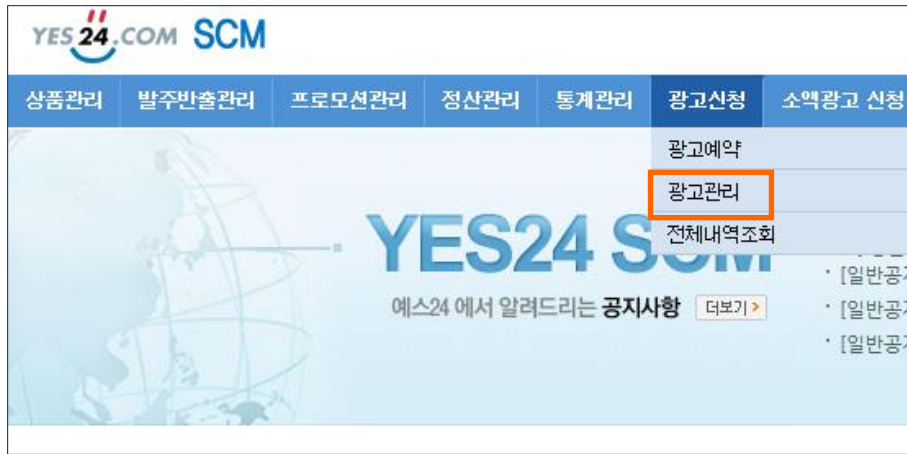 YES24.COM SCM
상품관리 발주반출관리 프로모션관리 정산관리 통계관리 광고신청 소액광고 신청
광고예약
광고관리
전체내역조회
YES24 SCM
예스24 에서 알려드리는 공지사항 더보기 >
· [일반공지
· [일반공지
· [일반공지